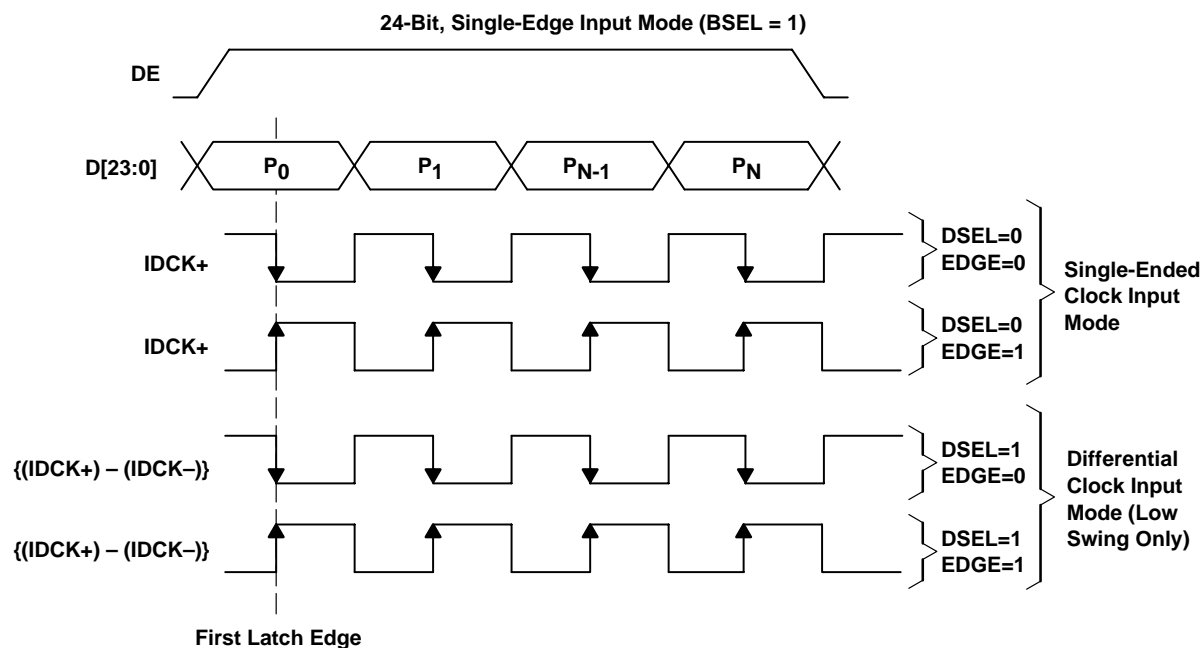 24-Bit, Single-Edge Input Mode (BSEL = 1)
DE
D[23:0]
P0
P1
PN-1
PN
IDCK+
DSEL=0
EDGE=0
IDCK+
DSEL=0
EDGE=1
Single-Ended
Clock Input
Mode
{(IDCK+) – (IDCK–)}
DSEL=1
EDGE=0
{(IDCK+) – (IDCK–)}
DSEL=1
EDGE=1
Differential
Clock Input
Mode (Low
Swing Only)
First Latch Edge